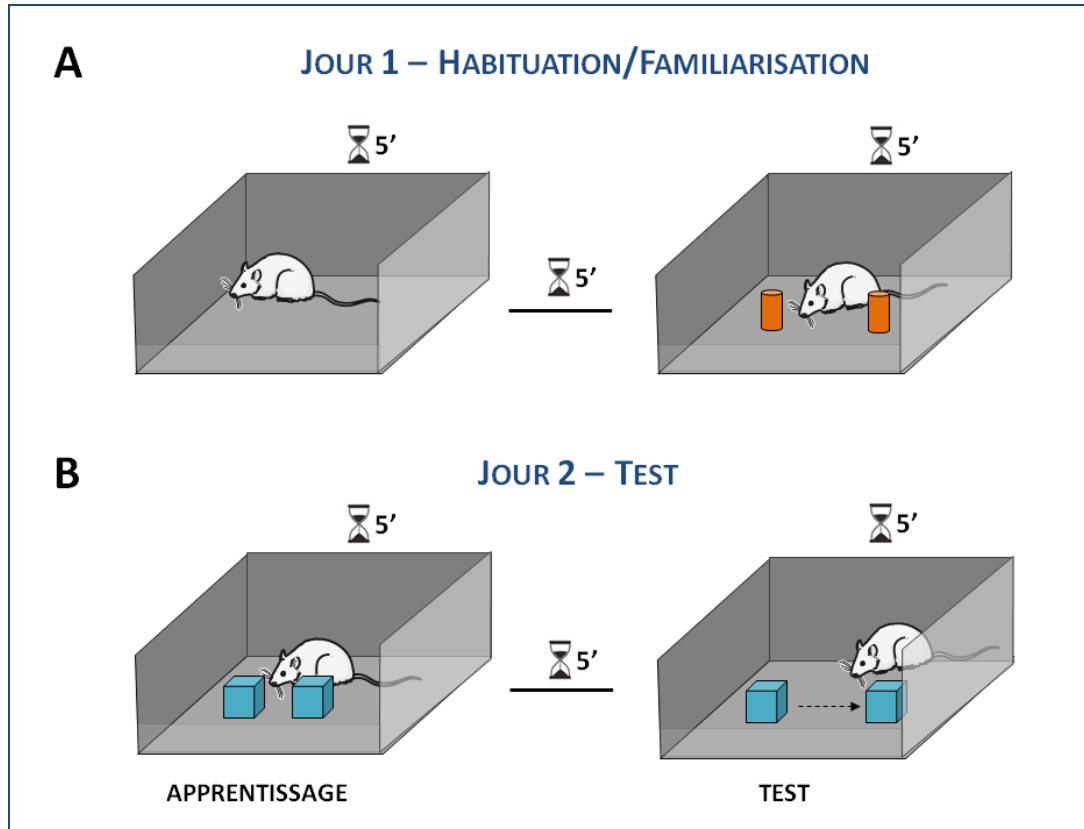 A
JOUR 1 – HABITUATION/FAMILIARISATION
5’
5’
5’
B
JOUR 2 – TEST
5’
5’
5’
APPRENTISSAGE
TEST